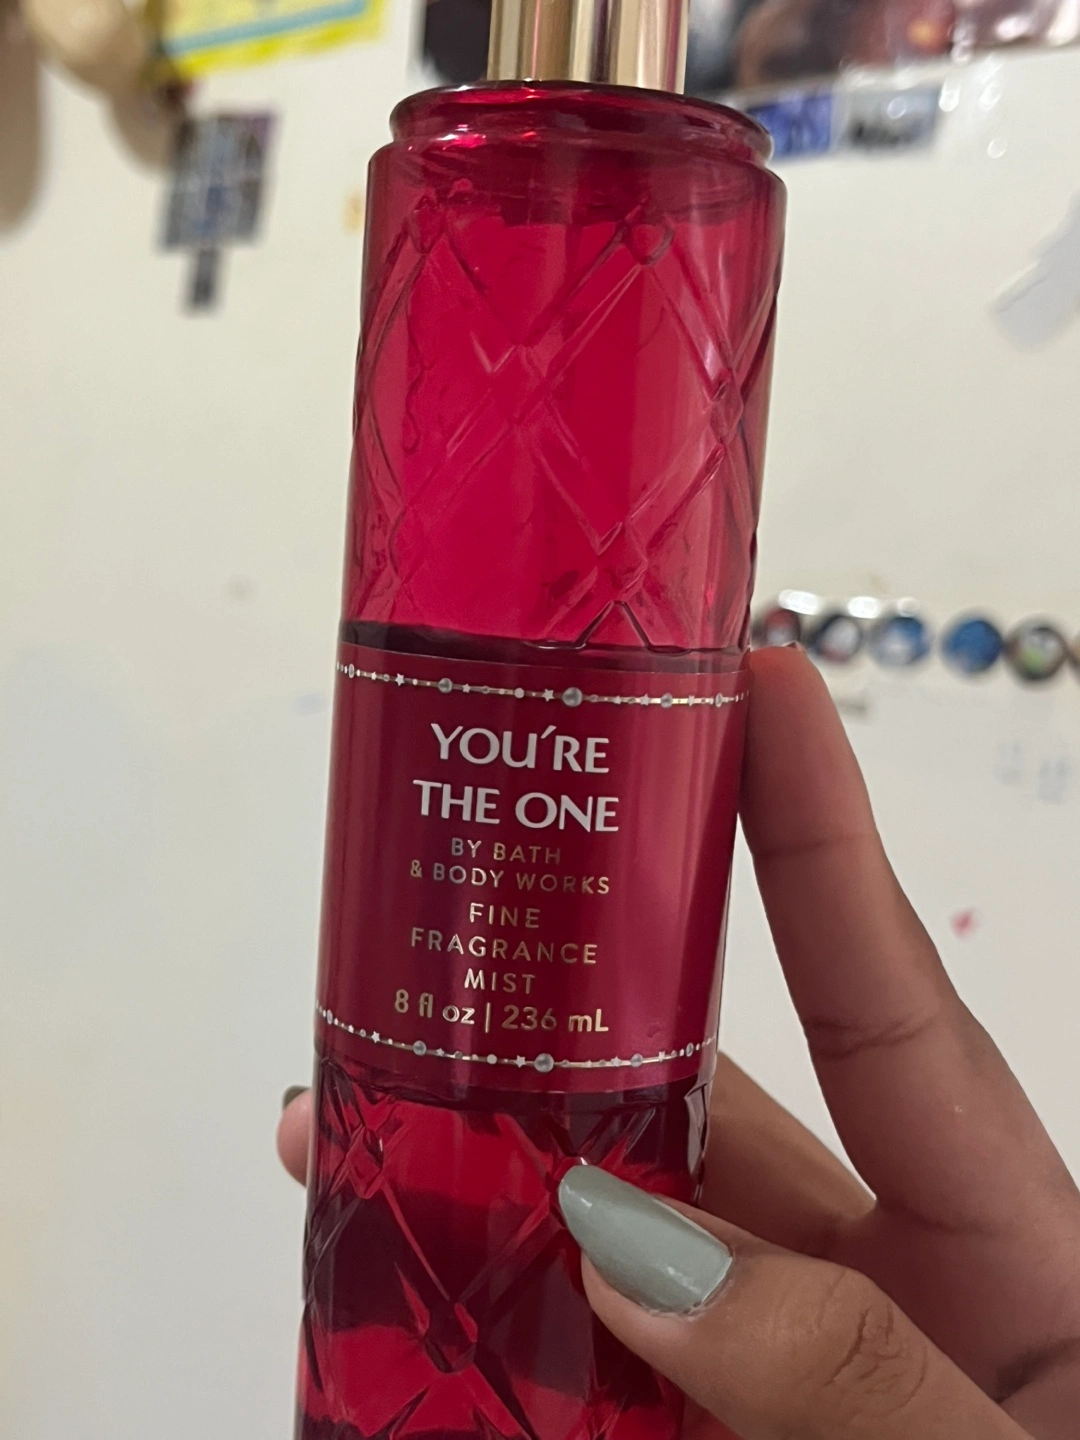 YOU'RE
THE ONE
BY BATH
& BODY WORKS
FINE
FRAGRANCE
MIST
8 fl oz | 236 mL